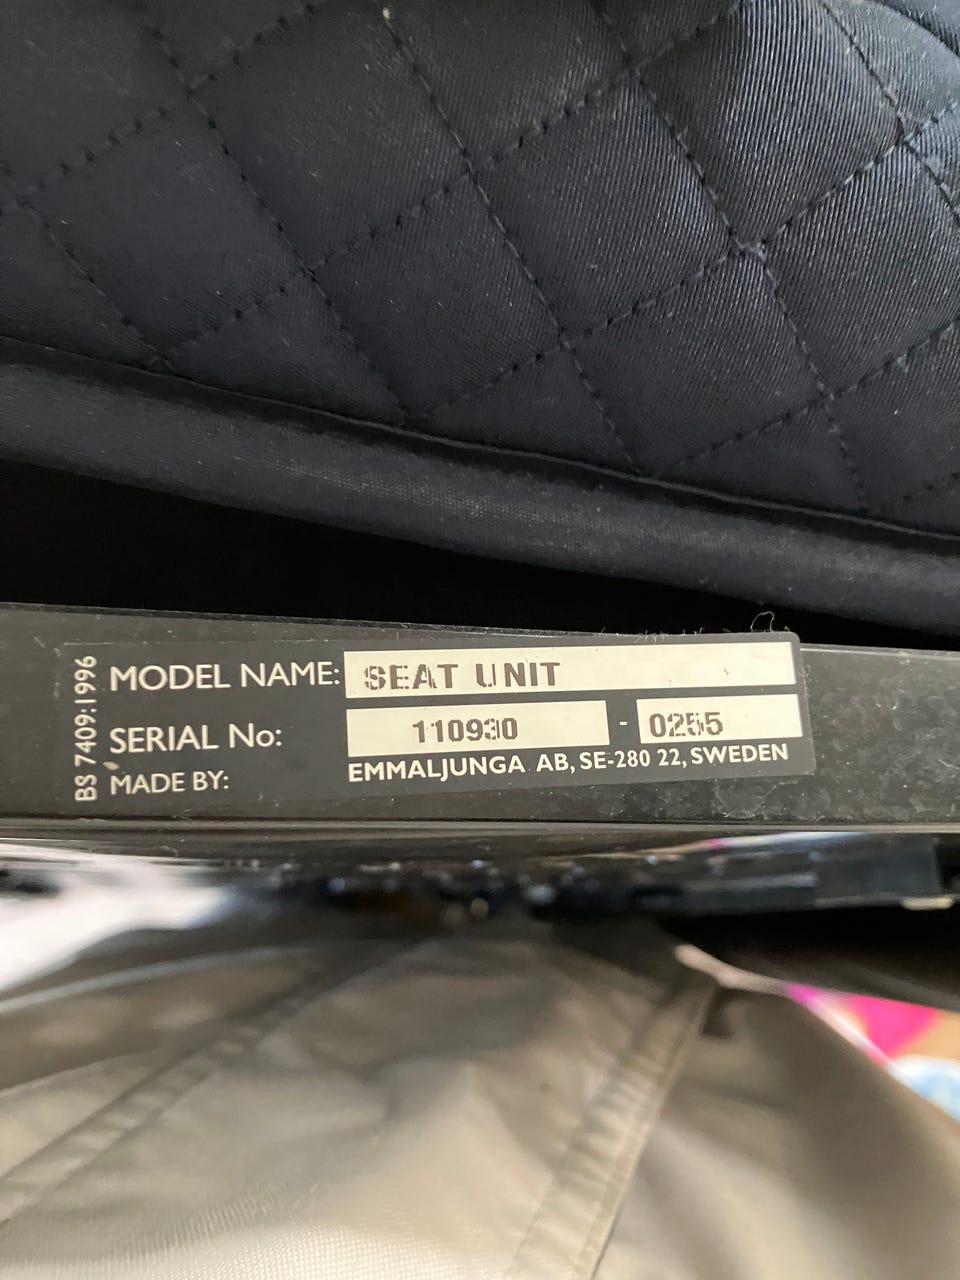 BS 7409:1996
MODEL NAME: SEAT UNIT
SERIAL No: 110930 - 0255
MADE BY: EMMALJUNGA AB, SE-280 22, SWEDEN